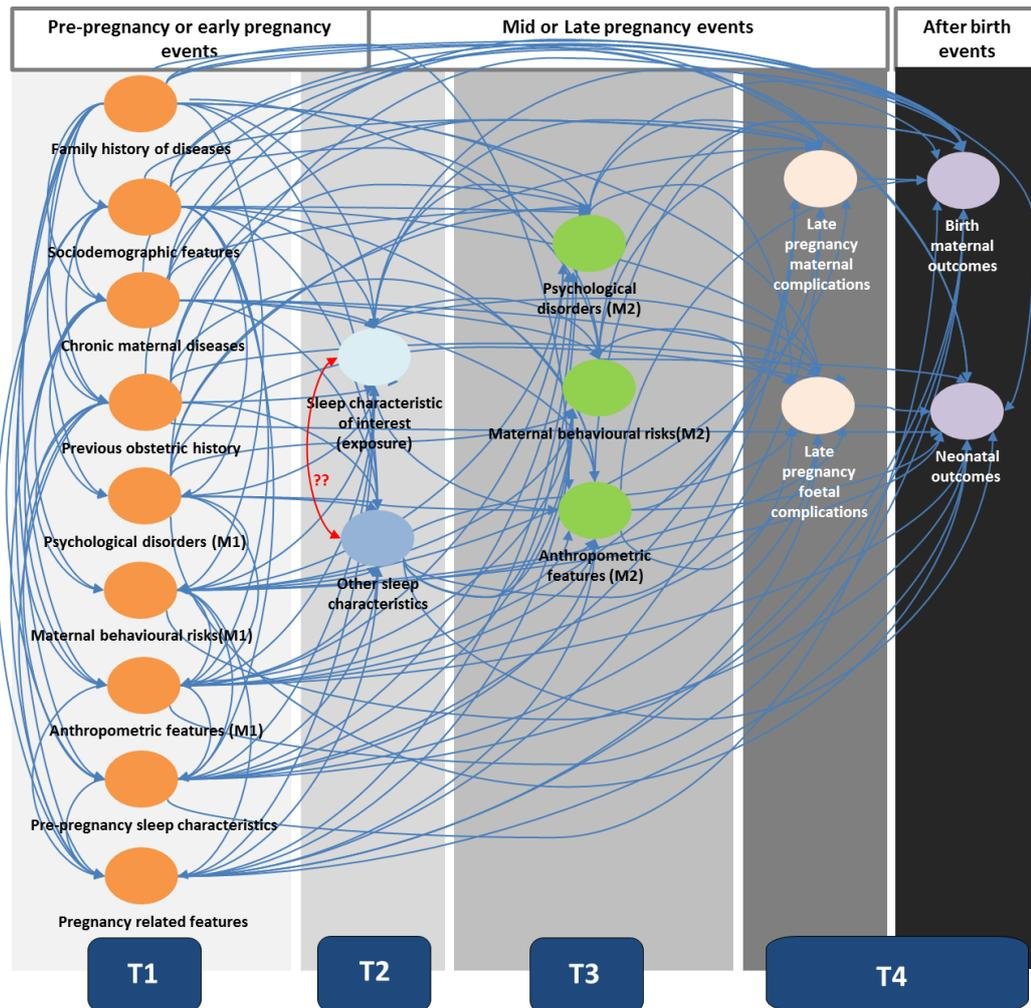 Pre-pregnancy or early pregnancy
events
Mid or Late pregnancy events
After birth
events
Family history of diseases
Sociodemographic features
Chronic maternal diseases
Previous obstetric history
Psychological disorders (M1)
Maternal behavioural risks(M1)
Anthropometric features (M1)
Pre-pregnancy sleep characteristics
Pregnancy related features
Sleep characteristic
of interest
(exposure)
??
Other sleep
characteristics
Psychological
disorders (M2)
Maternal behavioural risks(M2)
Anthropometric
features (M2)
Late
pregnancy
maternal
complications
Late
pregnancy
foetal
complications
Birth
maternal
outcomes
Neonatal
outcomes
T1
T2
T3
T4